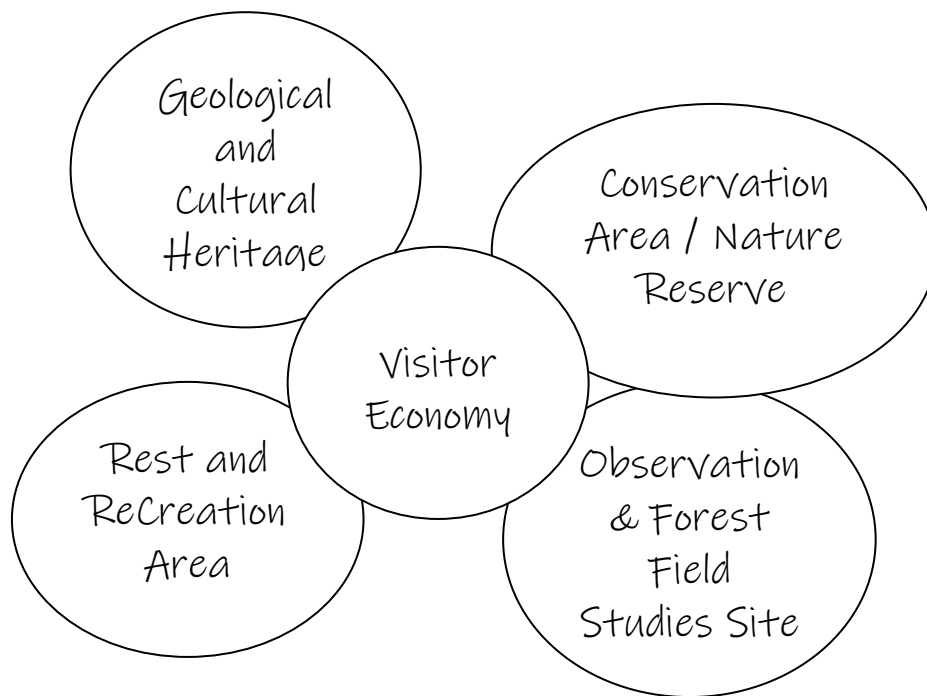 Geological
and
Cultural
Heritage
Conservation
Area / Nature
Reserve
Visitor
Economy
Rest and
ReCreation
Area
Observation
& Forest
Field
Studies Site